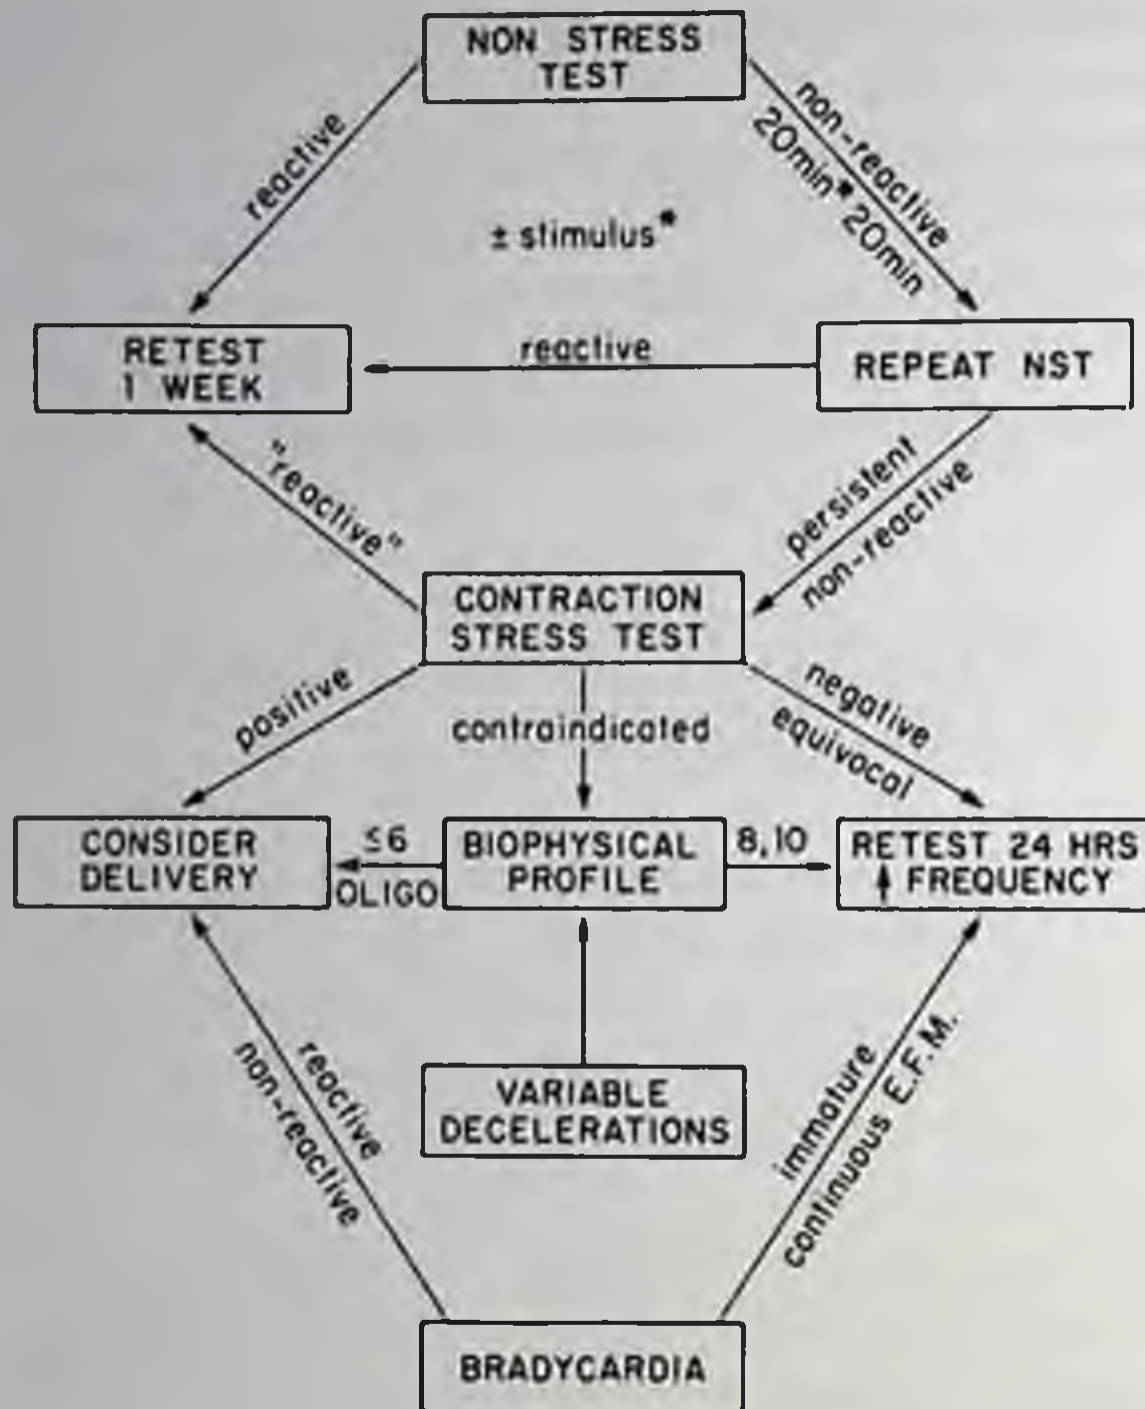 NON STRESS
TEST
reactive
non-reactive
20min* 20min
± stimulus*
RETEST
1 WEEK
reactive
REPEAT NST
"reactive"
persistent
non-reactive
CONTRACTION
STRESS TEST
positive
contraindicated
negative
equivocal
CONSIDER
DELIVERY
≤6
OLIGO
BIOPHYSICAL
PROFILE
8,10
RETEST 24 HRS
↑ FREQUENCY
reactive
non-reactive
VARIABLE
DECELERATIONS
immature
continuous E.F.M.
BRADYCARDIA